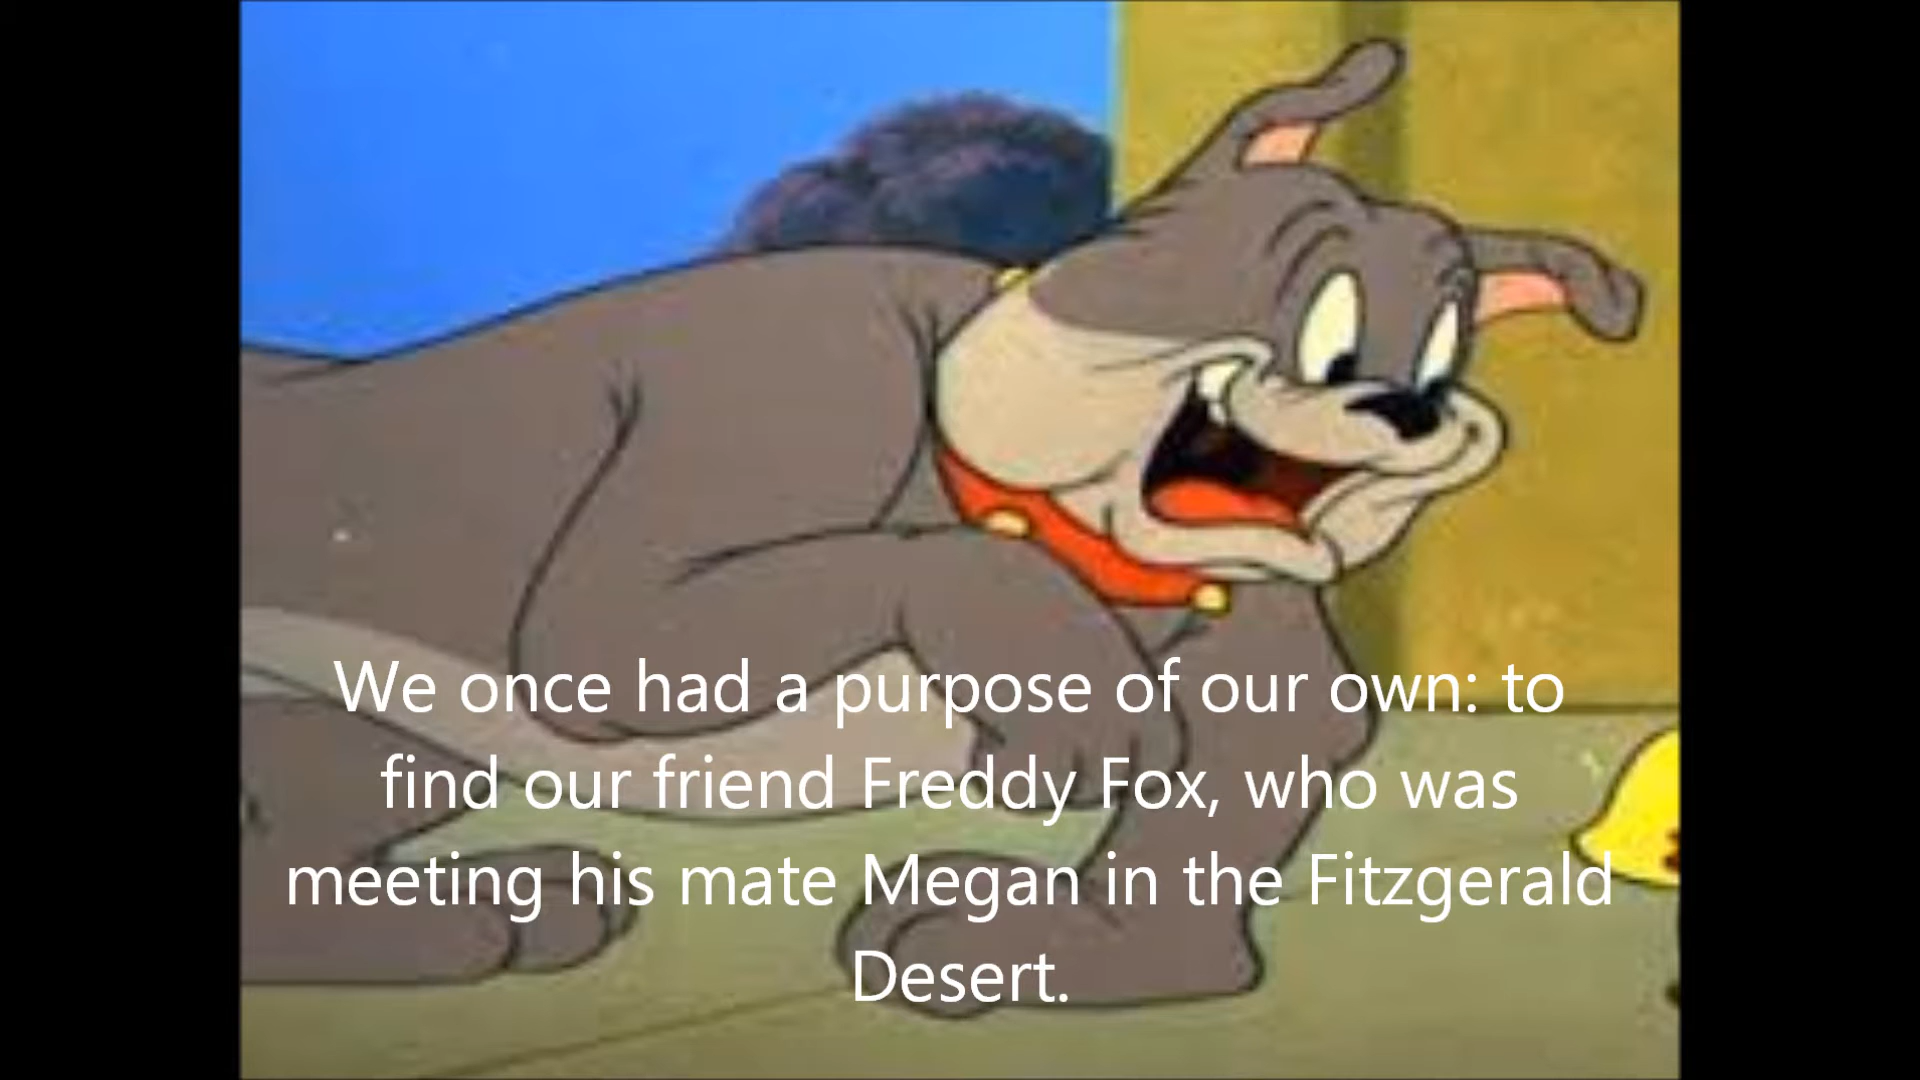 We once had a purpose of our own: to
find our friend Freddy Fox, who was
meeting his mate Megan in the Fitzgerald
Desert.